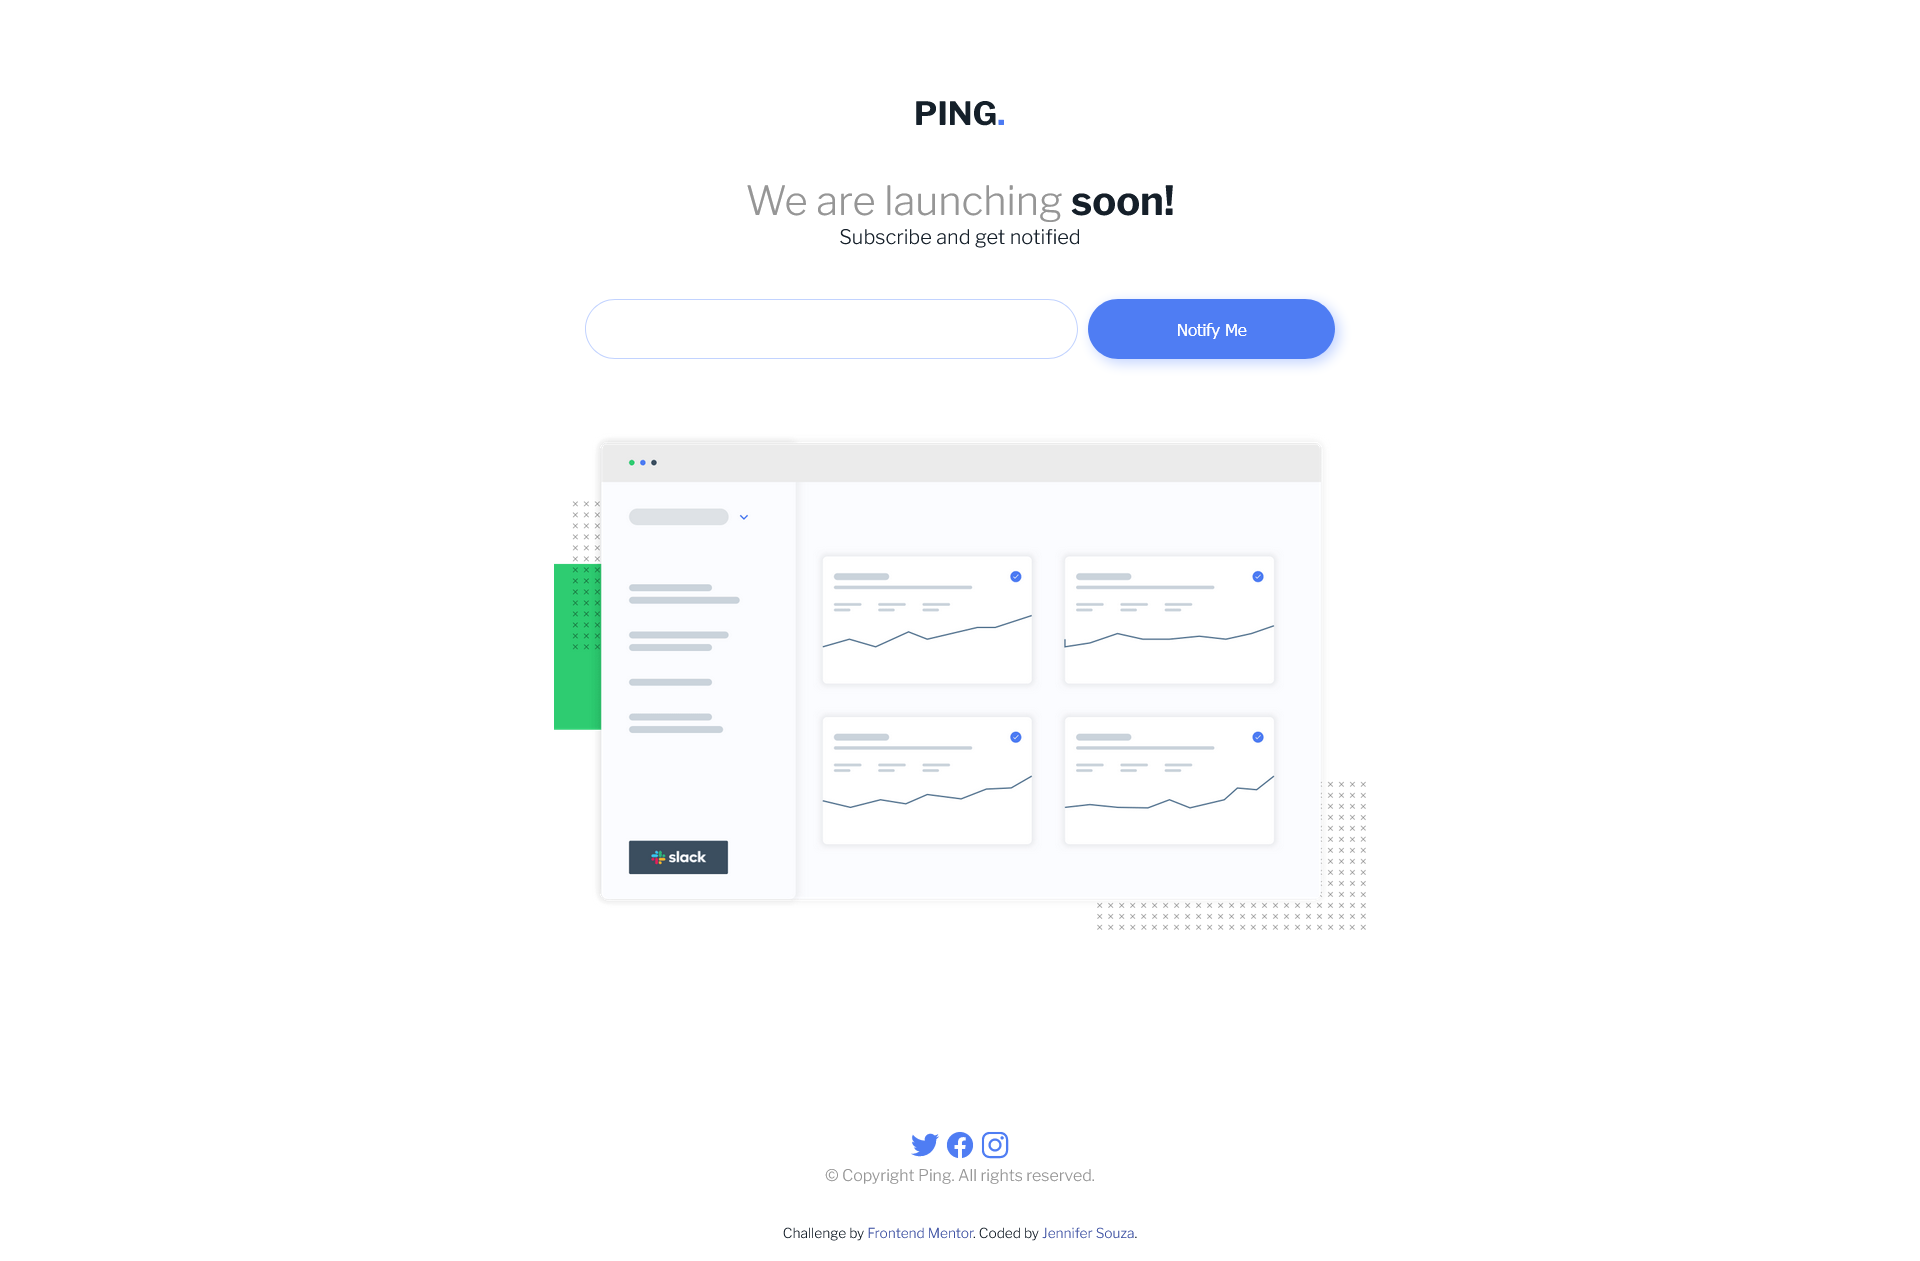 PING.
We are launching soon!
Subscribe and get notified
Notify Me
slack
© Copyright Ping. All rights reserved.
Challenge by Frontend Mentor. Coded by Jennifer Souza.